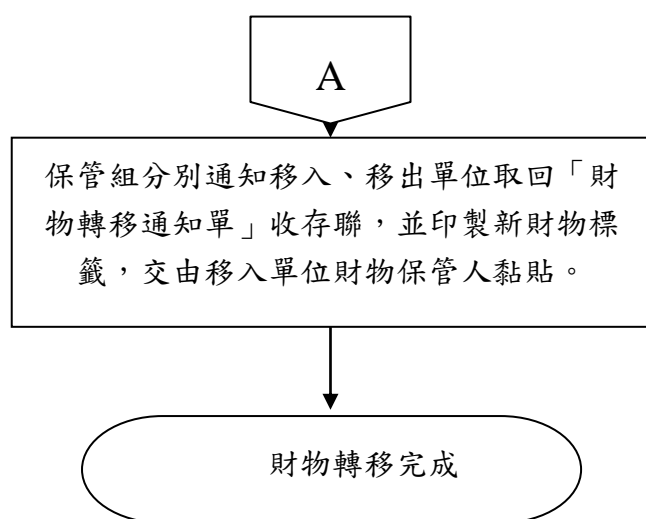 A
保管組分別通知移入、移出單位取回「財
物轉移通知單」收存聯，並印製新財物標
籤，交由移入單位財物保管人黏貼。
財物轉移完成